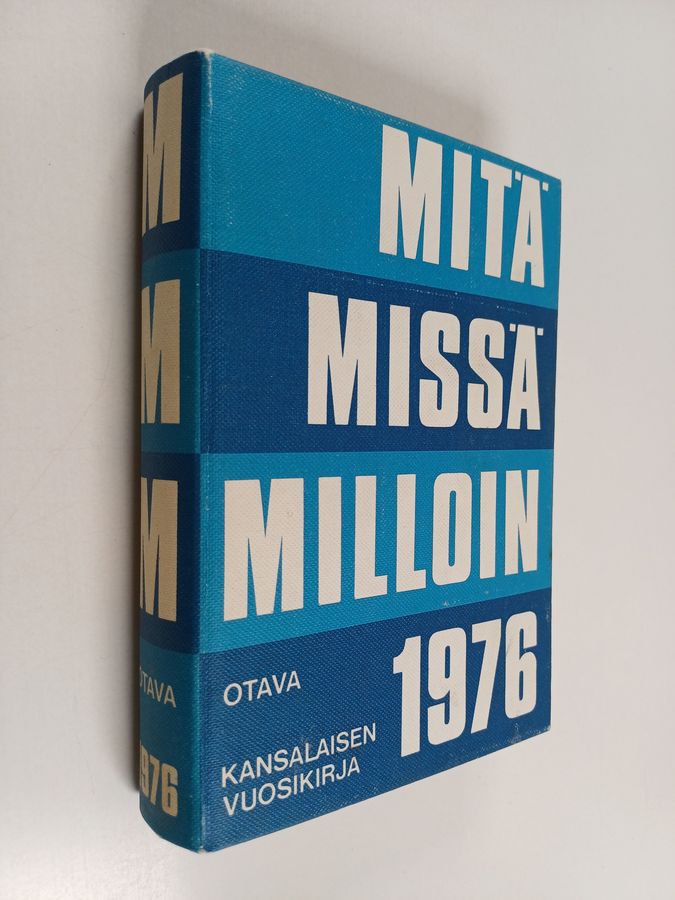 M
M
M
OTAVA
1976
MITÄ
MISSÄ
MILLOIN
1976
OTAVA
KANSALAISEN
VUOSIKIRJA